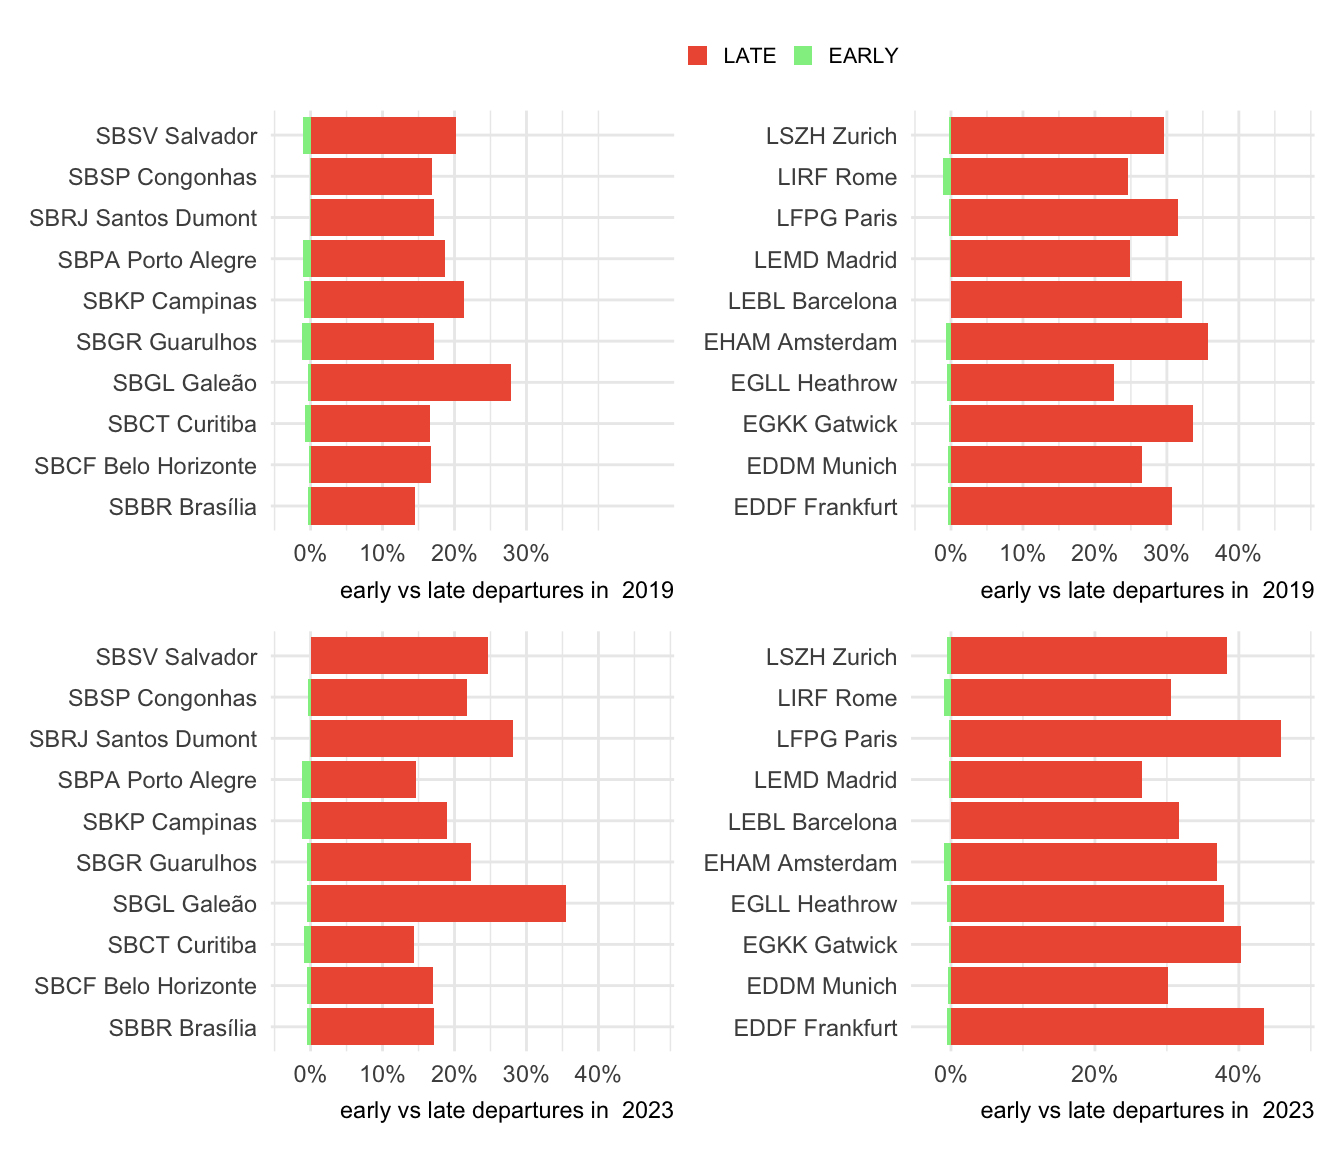 LATE EARLY
SBSV Salvador
SBSP Congonhas
SBRJ Santos Dumont
SBPA Porto Alegre
SBKP Campinas
SBGR Guarulhos
SBGL Galeão
SBCT Curitiba
SBCF Belo Horizonte
SBBR Brasília
0% 10% 20% 30%
early vs late departures in 2019
LSZH Zurich
LIRF Rome
LFPG Paris
LEMD Madrid
LEBL Barcelona
EHAM Amsterdam
EGLL Heathrow
EGKK Gatwick
EDDM Munich
EDDF Frankfurt
0% 10% 20% 30% 40%
early vs late departures in 2019
SBSV Salvador
SBSP Congonhas
SBRJ Santos Dumont
SBPA Porto Alegre
SBKP Campinas
SBGR Guarulhos
SBGL Galeão
SBCT Curitiba
SBCF Belo Horizonte
SBBR Brasília
0% 10% 20% 30% 40%
early vs late departures in 2023
LSZH Zurich
LIRF Rome
LFPG Paris
LEMD Madrid
LEBL Barcelona
EHAM Amsterdam
EGLL Heathrow
EGKK Gatwick
EDDM Munich
EDDF Frankfurt
0% 20% 40%
early vs late departures in 2023